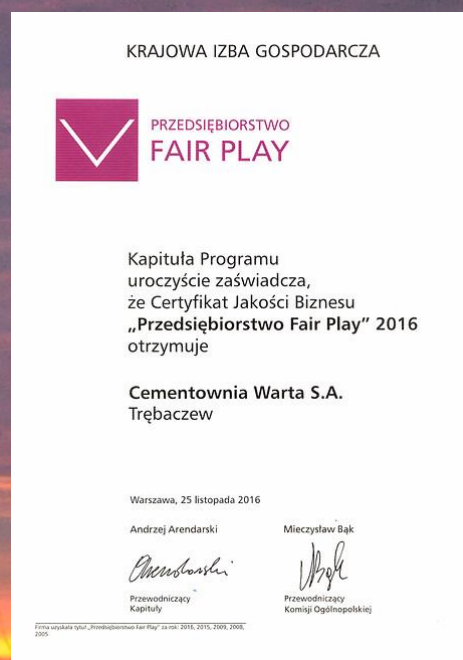 KRAJOWA IZBA GOSPODARCZA
PRZEDSIĘBIORSTWO
FAIR PLAY
Kapituła Programu
uroczyście zaświadcza,
że Certyfikat Jakości Biznesu
„Przedsiębiorstwo Fair Play” 2016
otrzymuje
Cementownia Warta S.A.
Trębaczew
Warszawa, 25 listopada 2016
Andrzej Arendarski Mieczysław Bąk
Przewodniczący Przewodniczący
Kapituły Komisji Ogólnopolskiej
Firma uzyskała tytuł „Przedsiębiorstwo Fair Play” za rok: 2016, 2015, 2009, 2008,
2005.